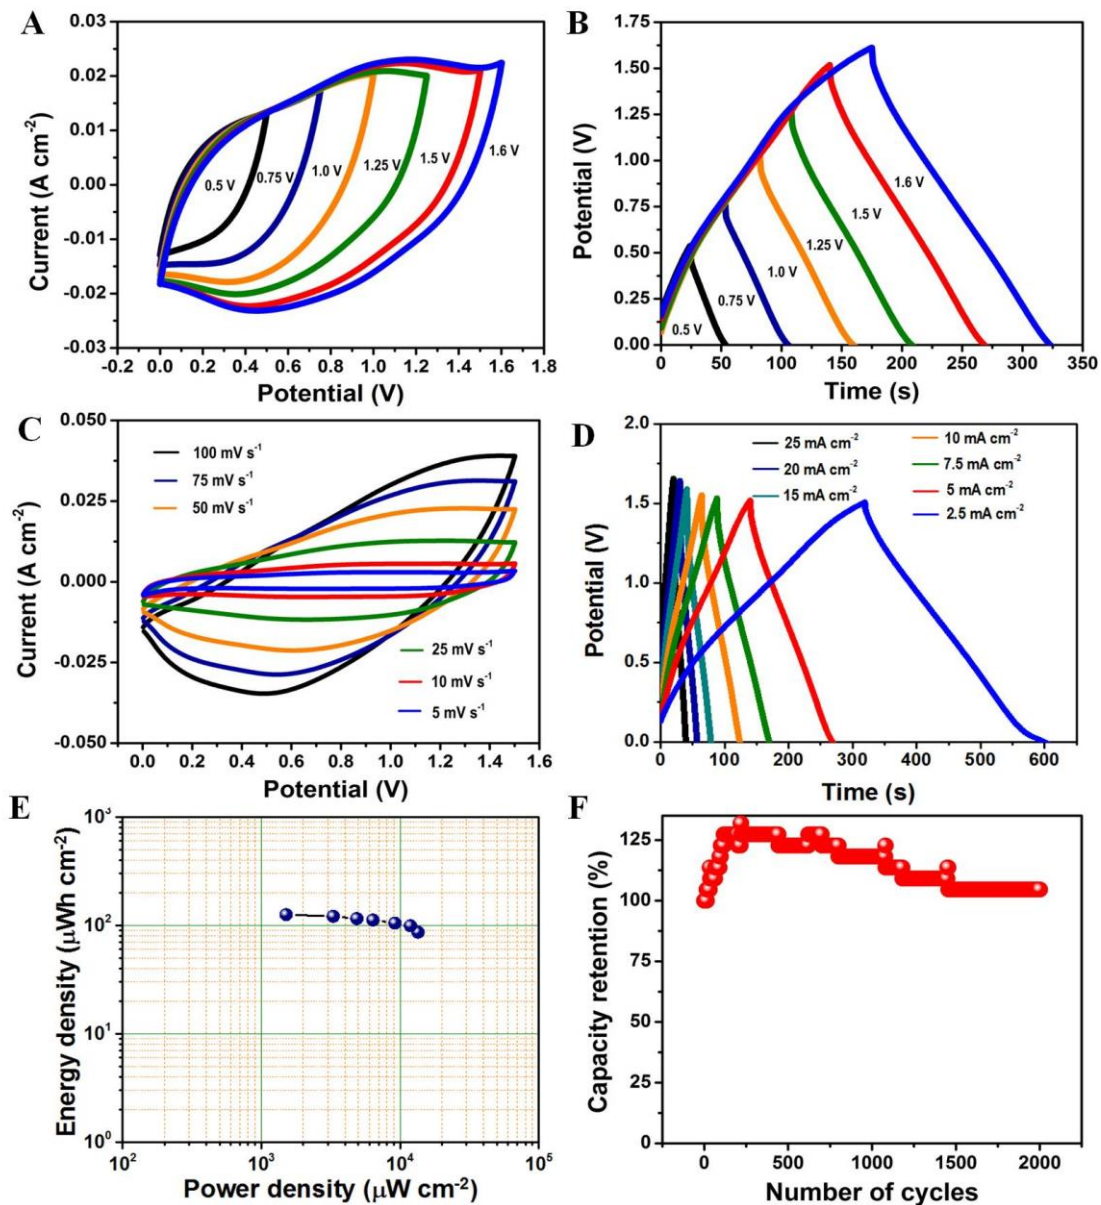 A
0.03
0.02
0.01
0.00
-0.01
-0.02
-0.03
Current (A cm⁻²)
0.5 V
0.75 V
1.0 V
1.25 V
1.5 V
1.6 V
-0.2 0.0 0.2 0.4 0.6 0.8 1.0 1.2 1.4 1.6 1.8
Potential (V)
B
1.75
1.50
1.25
1.00
0.75
0.50
0.25
0.00
Potential (V)
0.5 V
0.75 V
1.0 V
1.25 V
1.5 V
1.6 V
0 50 100 150 200 250 300 350
Time (s)
C
0.050
0.025
0.000
-0.025
-0.050
Current (A cm⁻²)
100 mV s⁻¹
75 mV s⁻¹
50 mV s⁻¹
25 mV s⁻¹
10 mV s⁻¹
5 mV s⁻¹
0.0 0.2 0.4 0.6 0.8 1.0 1.2 1.4 1.6
Potential (V)
D
2.0
1.5
1.0
0.5
0.0
Potential (V)
25 mA cm⁻²
20 mA cm⁻²
15 mA cm⁻²
10 mA cm⁻²
7.5 mA cm⁻²
5 mA cm⁻²
2.5 mA cm⁻²
0 100 200 300 400 500 600
Time (s)
E
10³
10²
10¹
10⁰
Energy density (μWh cm⁻²)
10² 10³ 10⁴ 10⁵
Power density (μW cm⁻²)
F
125
100
75
50
25
0
Capacity retention (%)
0 500 1000 1500 2000
Number of cycles